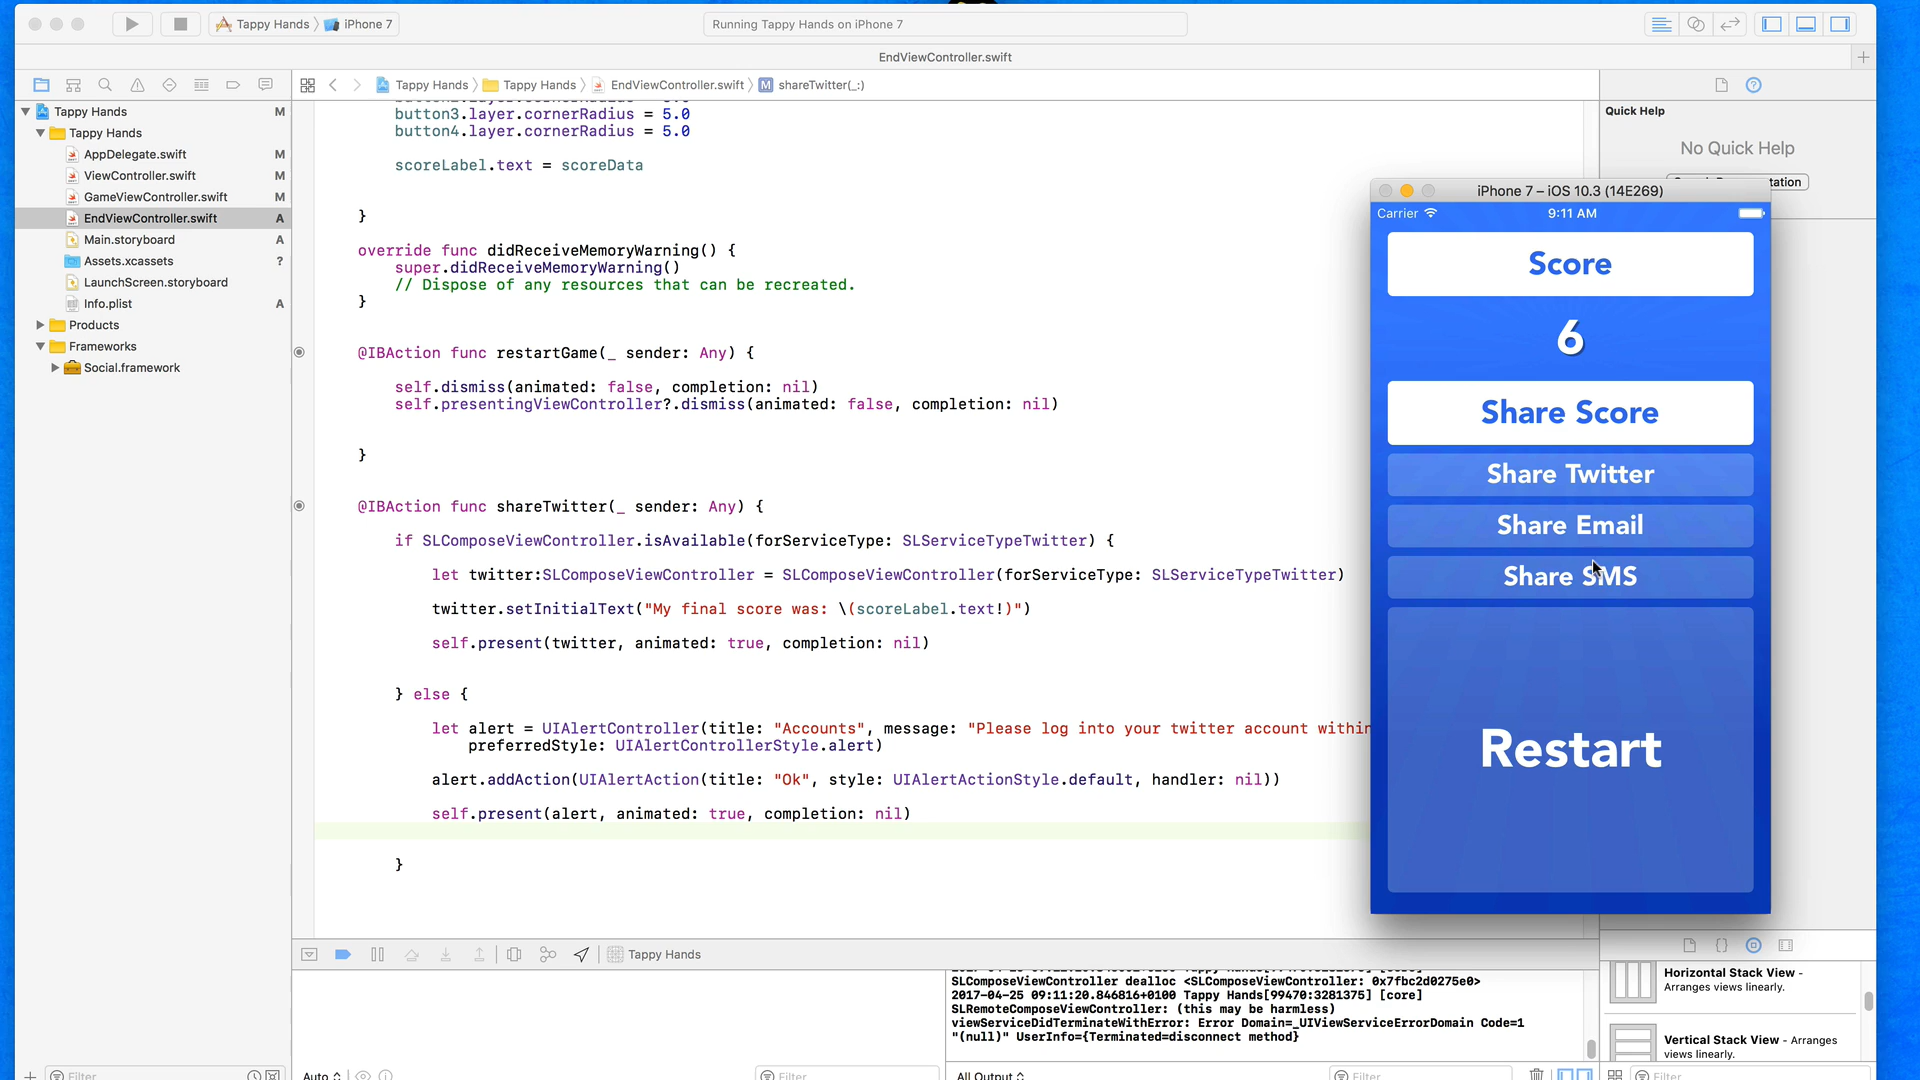 Tappy Hands
iPhone 7
Running Tappy Hands on iPhone 7
EndViewController.swift
Tappy Hands
Tappy Hands
EndViewController.swift
M
shareTwitter(_:)
Quick Help
No Quick Help
Tappy Hands M
Tappy Hands
AppDelegate.swift M
ViewController.swift M
GameViewController.swift M
EndViewController.swift A
Main.storyboard A
Assets.xcassets ?
LaunchScreen.storyboard
Info.plist A
Products
Frameworks
Social.framework
button3.layer.cornerRadius = 5.0
button4.layer.cornerRadius = 5.0
scoreLabel.text = scoreData
}
override func didReceiveMemoryWarning() {
super.didReceiveMemoryWarning()
// Dispose of any resources that can be recreated.
}
@IBAction func restartGame(_ sender: Any) {
self.dismiss(animated: false, completion: nil)
self.presentingViewController?.dismiss(animated: false, completion: nil)
}
@IBAction func shareTwitter(_ sender: Any) {
if SLComposeViewController.isAvailable(forServiceType: SLServiceTypeTwitter) {
let twitter:SLComposeViewController = SLComposeViewController(forServiceType: SLServiceTypeTwitter)
twitter.setInitialText("My final score was: \(scoreLabel.text!)")
self.present(twitter, animated: true, completion: nil)
} else {
let alert = UIAlertController(title: "Accounts", message: "Please log into your twitter account within
preferredStyle: UIAlertControllerStyle.alert)
alert.addAction(UIAlertAction(title: "Ok", style: UIAlertActionStyle.default, handler: nil))
self.present(alert, animated: true, completion: nil)
}
iPhone 7 – iOS 10.3 (14E269)
Carrier
9:11 AM
Score
6
Share Score
Share Twitter
Share Email
Share SMS
Restart
Tappy Hands
SLComposeViewController dealloc <SLComposeViewController: 0x7fbc2d0275e0>
2017-04-25 09:11:20.846816+0100 Tappy Hands[99470:3281375] [core]
SLRemoteComposeViewController: (this may be harmless)
viewServiceDidTerminateWithError: Error Domain=_UIViewServiceErrorDomain Code=1
"(null)" UserInfo={Terminated=disconnect method}
Horizontal Stack View -
Arranges views linearly.
Vertical Stack View - Arranges
views linearly.
Filter
Auto
Filter
All Output
Filter
Filter